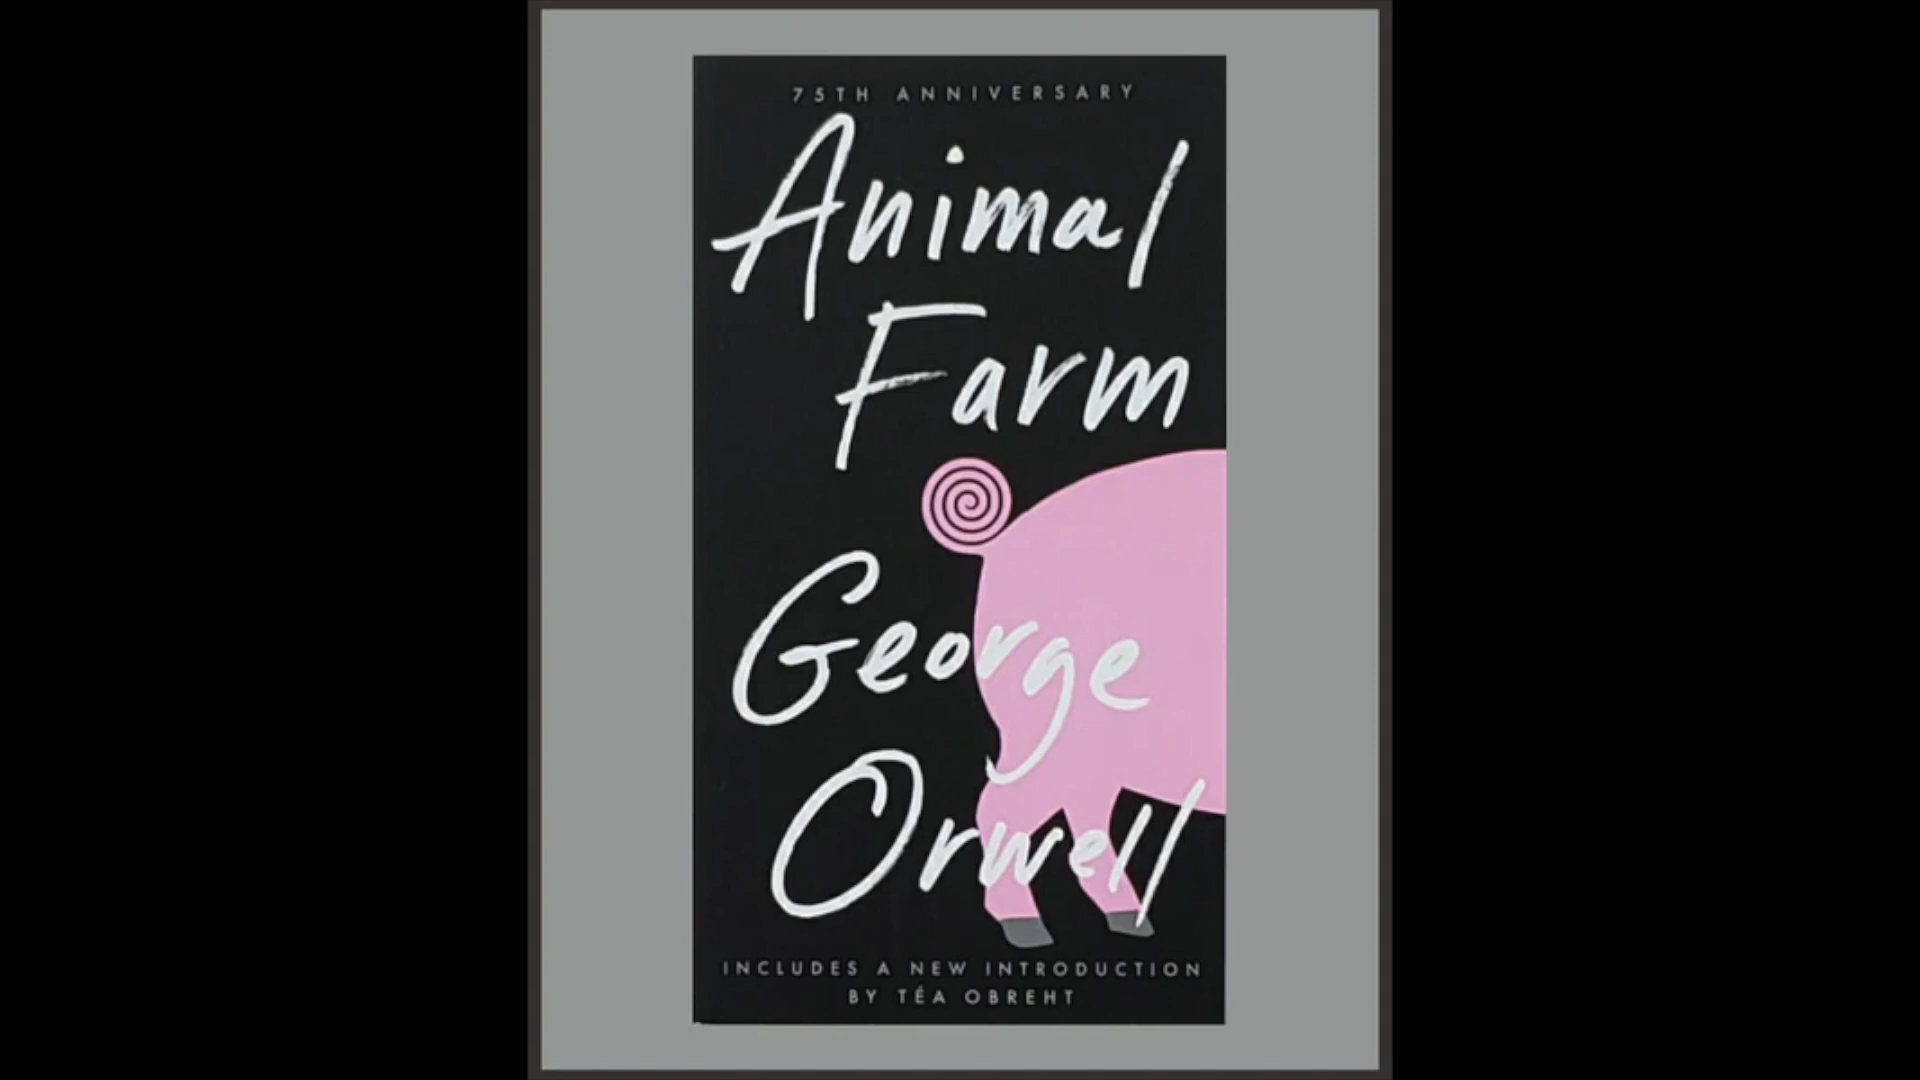 75TH ANNIVERSARY
Animal
Farm
George
Orwell
INCLUDES A NEW INTRODUCTION
BY TÉA OBREHT